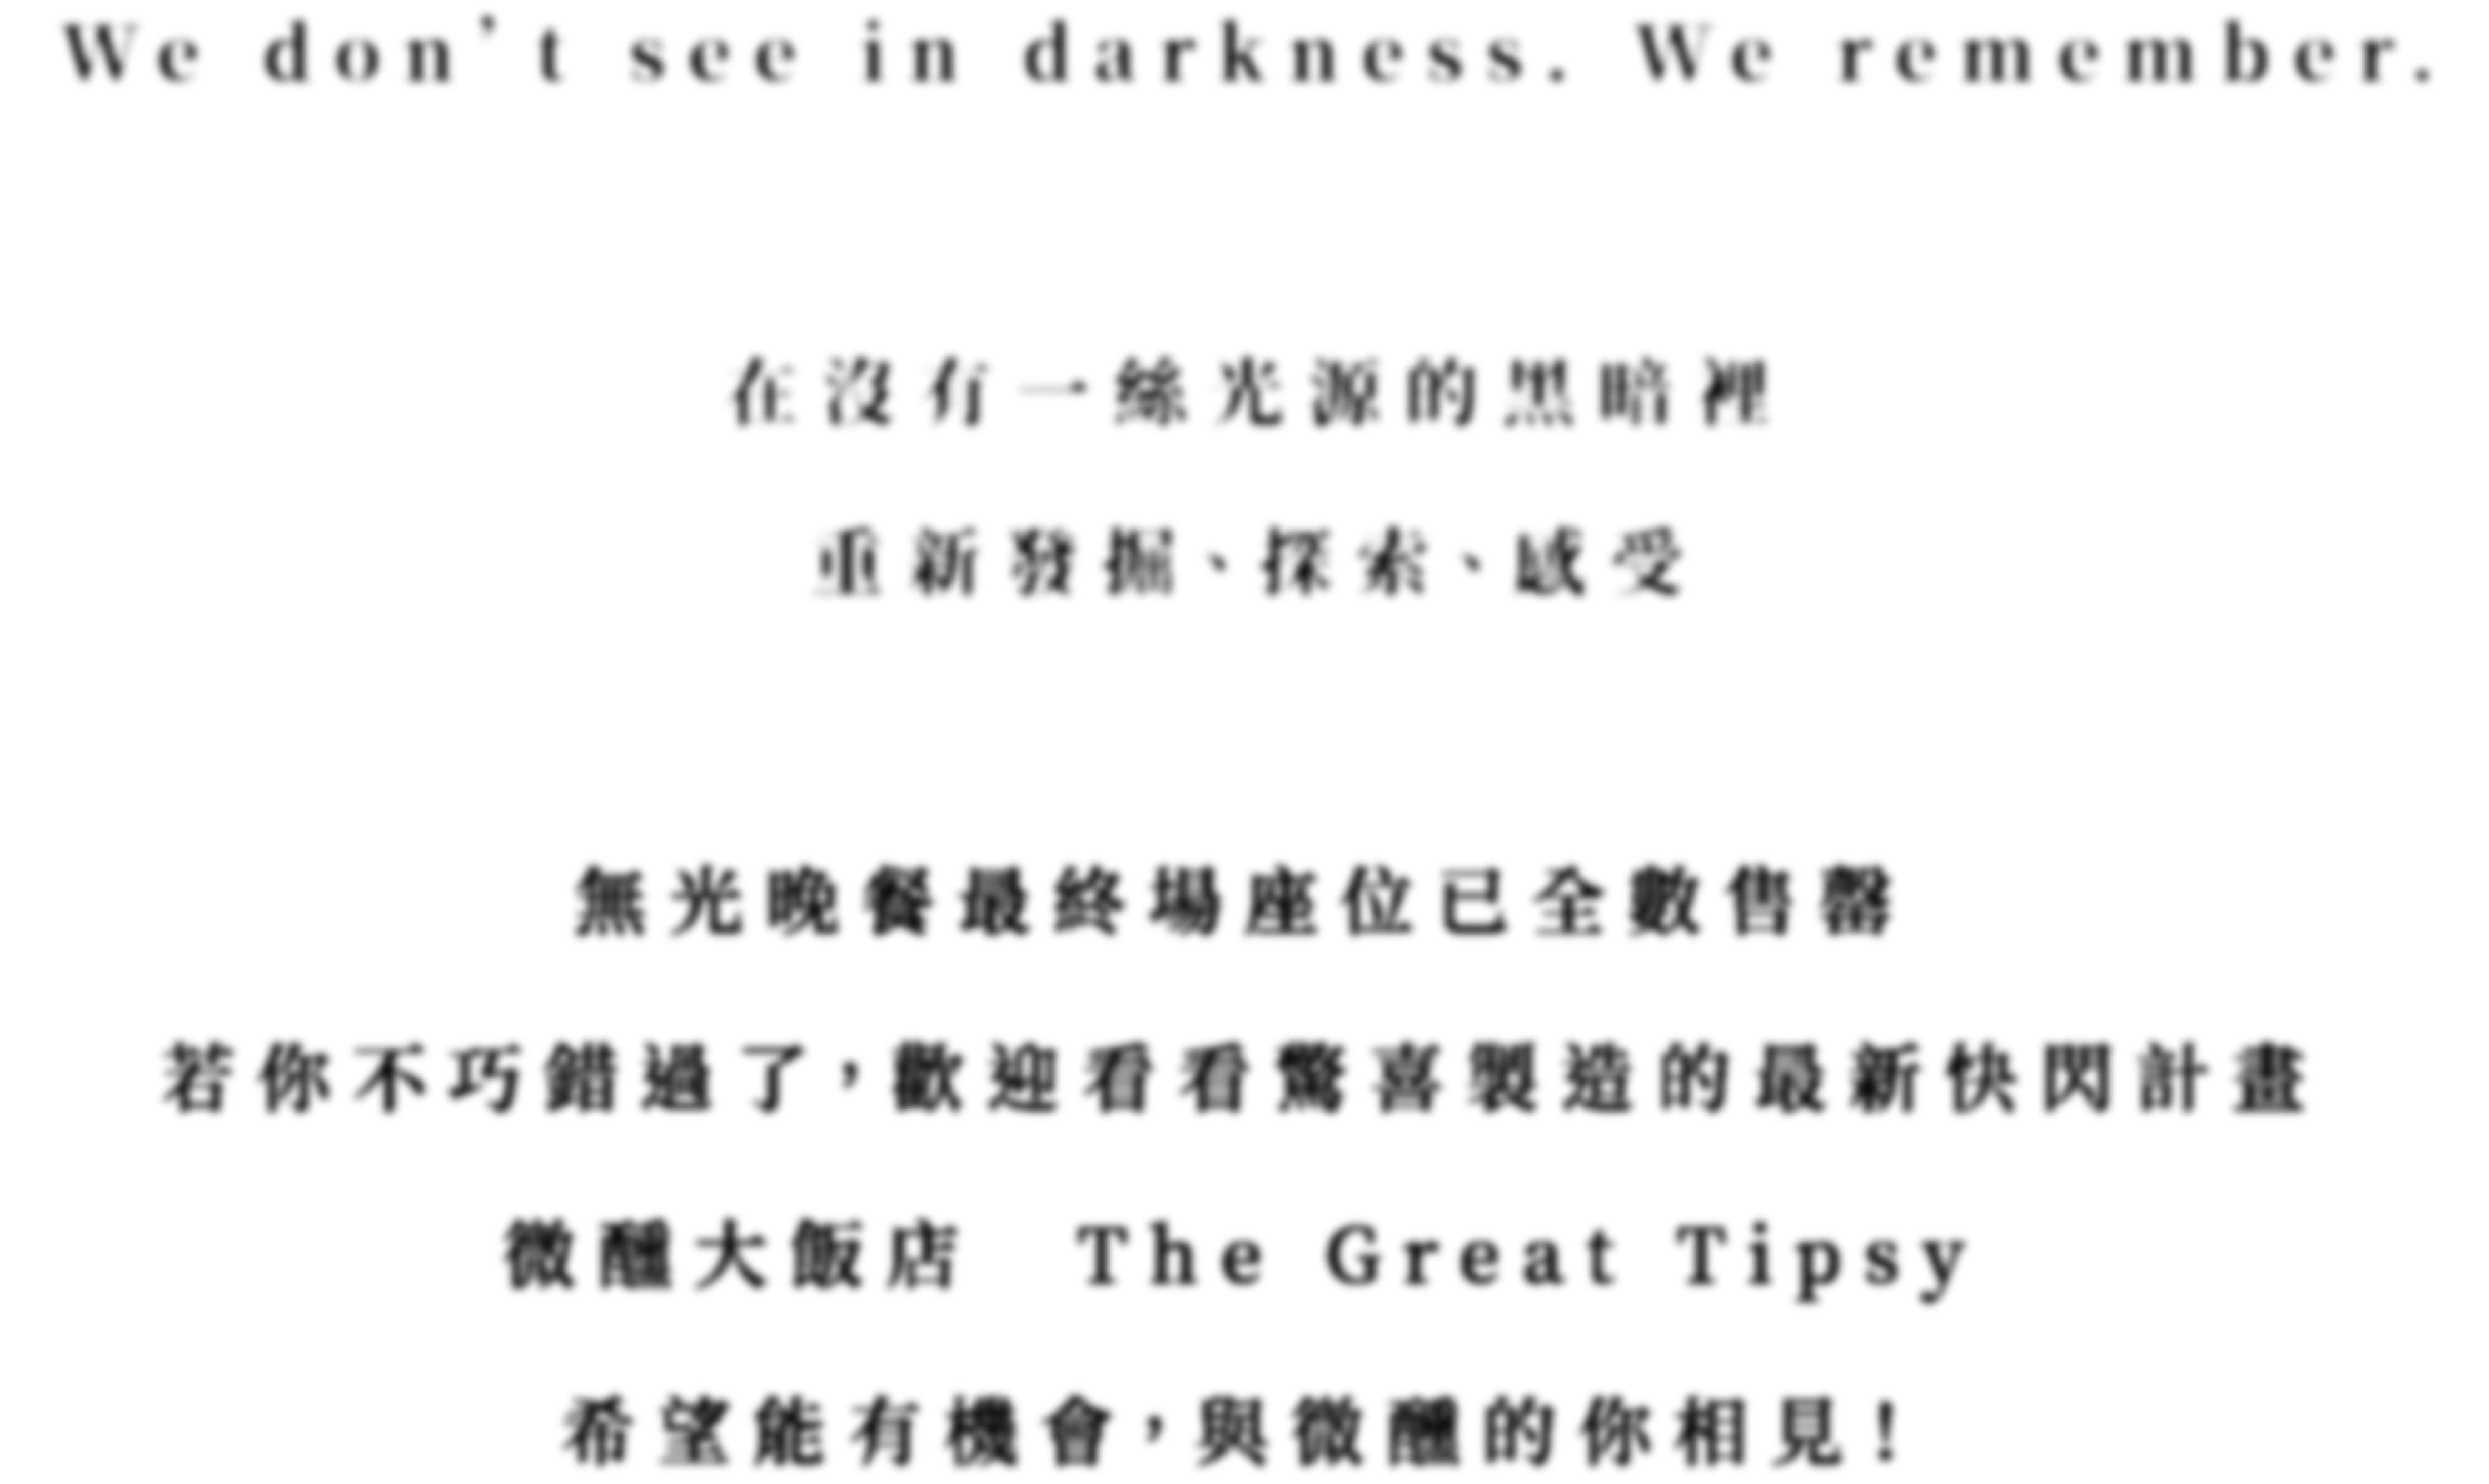 We don’t see in darkness. We remember.
在沒有一絲光源的黑暗裡
重新發掘、探索、感受
無光晚餐最終場座位已全數售罄
若你不巧錯過了，歡迎看看驚喜製造的最新快閃計畫
微醺大飯店　The Great Tipsy
希望能有機會，與微醺的你相見！